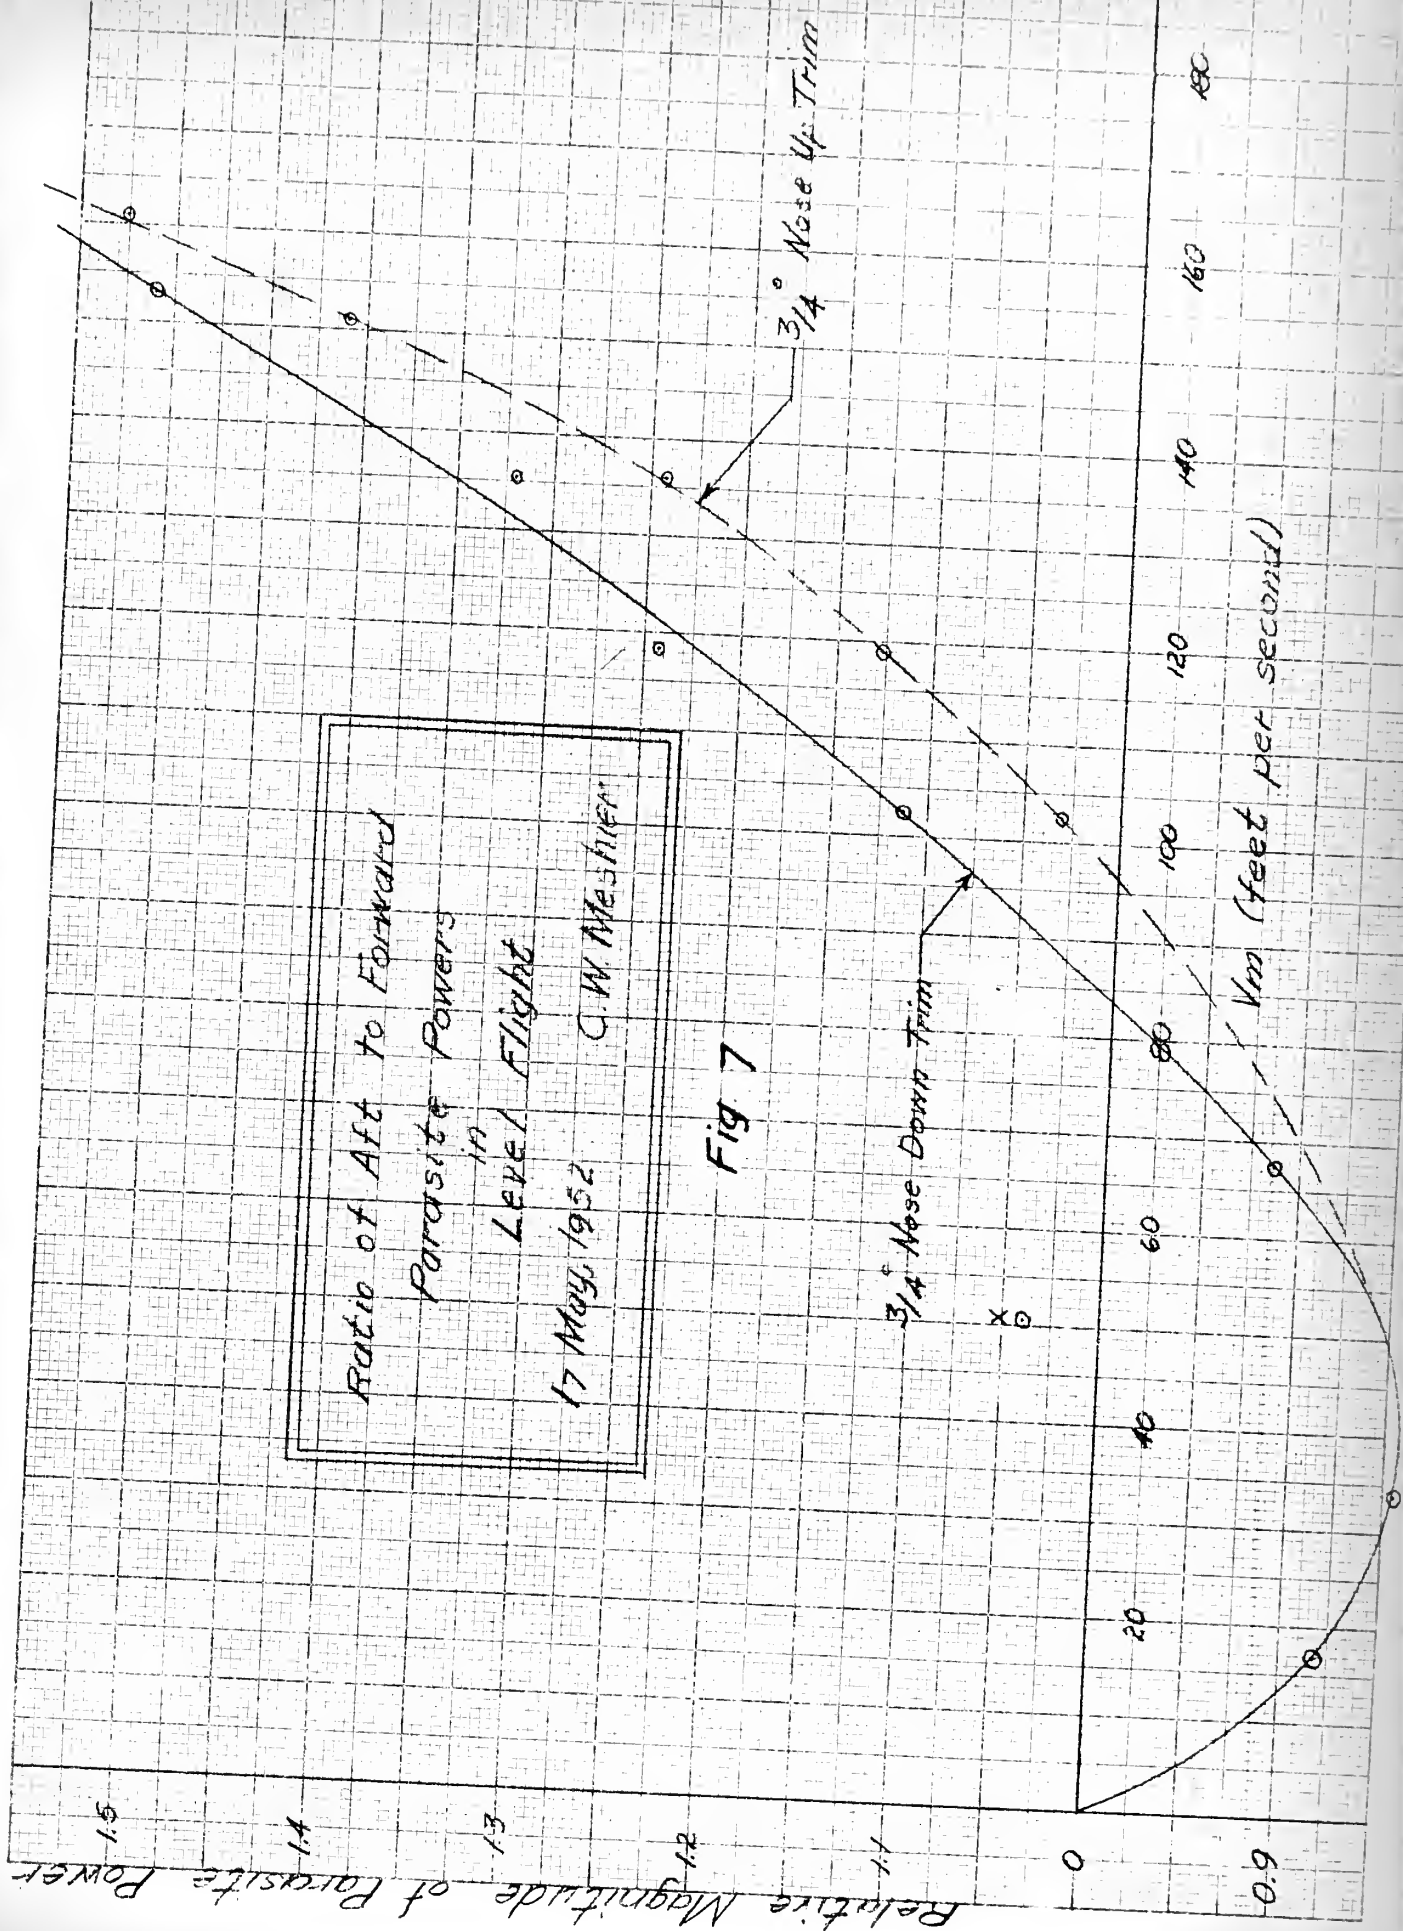 Relative Magnitude of Parasite Power
1.5
1.4
1.3
1.2
1.1
0
0.9
Ratio of Aft to Forward
Parasite Powers
in
Level Flight
17 May, 1952 C.W. Meshier
Fig 7
3/4° Nose Down Trim
X
3/4° Nose Up Trim
20
40
60
80
100
120
140
160
180
Vm (feet per second)